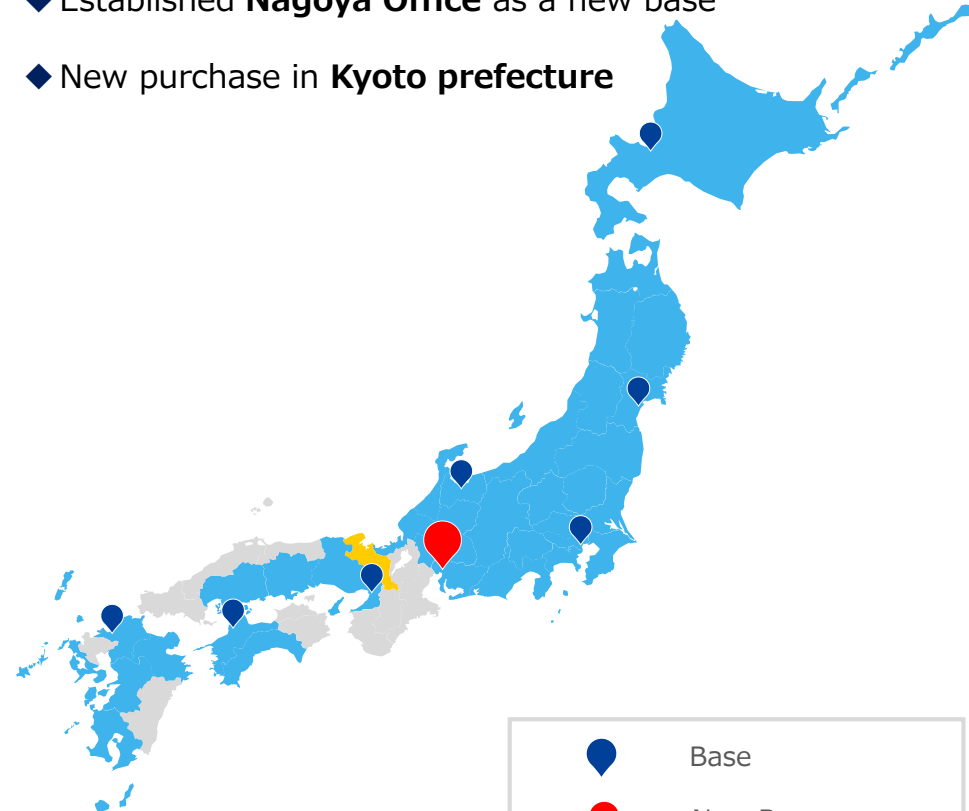 ◆ Established Nagoya Office as a new base
◆ New purchase in Kyoto prefecture
Base